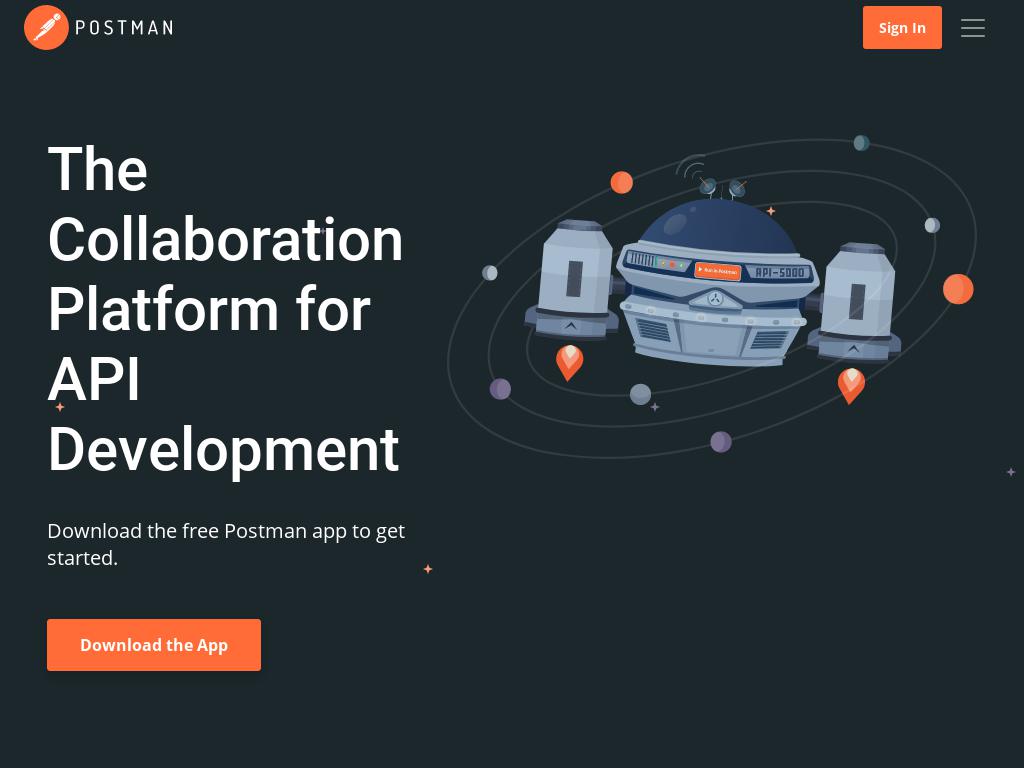 POSTMAN
Sign In
The
Collaboration
Platform for
API
Development
Run in Postman
API-5000
Download the free Postman app to get
started.
Download the App